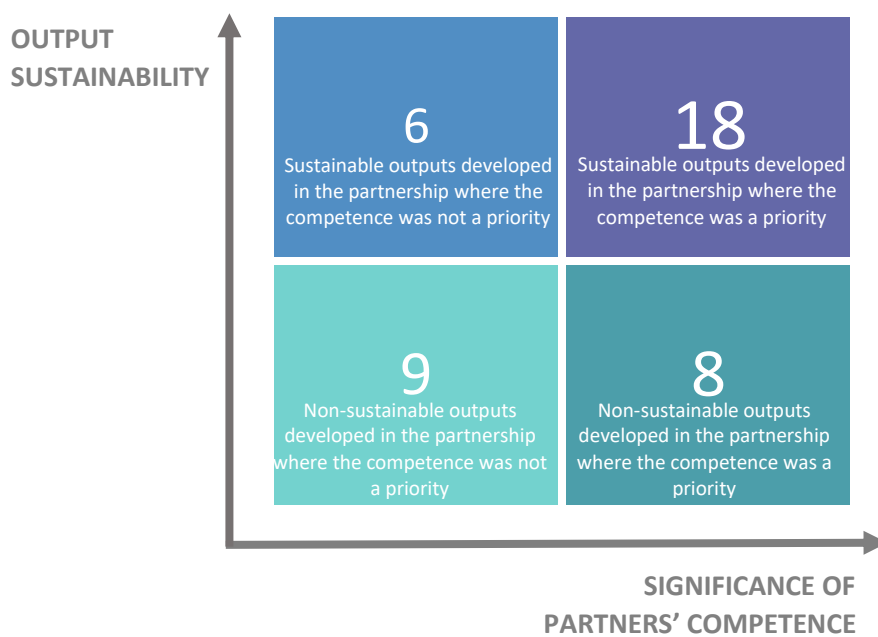 OUTPUT
SUSTAINABILITY
6
Sustainable outputs developed
in the partnership where the
competence was not a priority
18
Sustainable outputs developed
in the partnership where the
competence was a priority
9
Non-sustainable outputs
developed in the partnership
where the competence was not
a priority
8
Non-sustainable outputs
developed in the partnership
where the competence was a
priority
SIGNIFICANCE OF
PARTNERS’ COMPETENCE